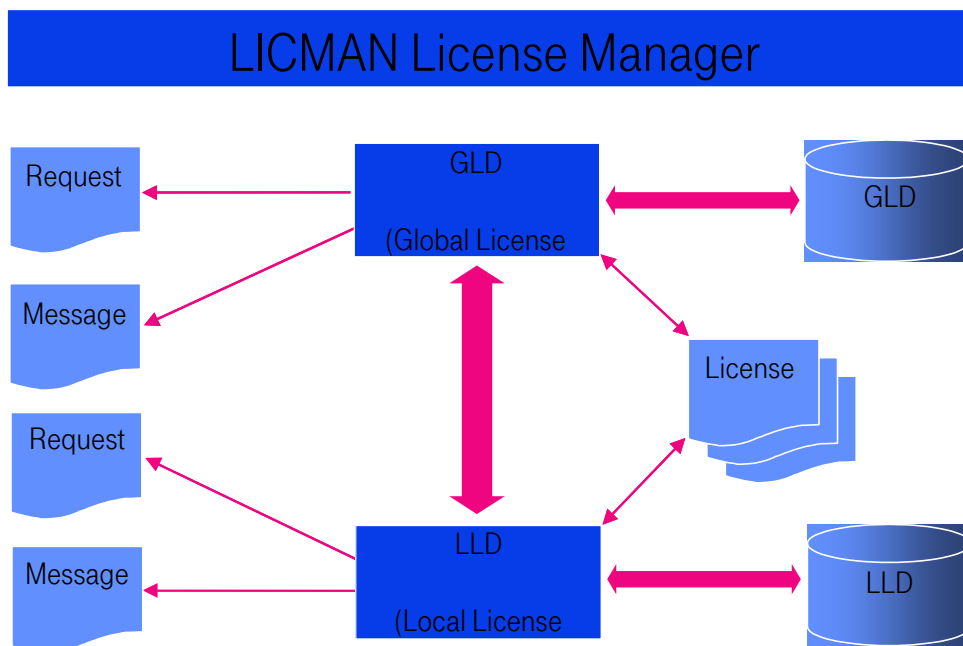 LICMAN License Manager
Request
GLD
(Global License
GLD
Message
License
Request
LLD
(Local License
LLD
Message